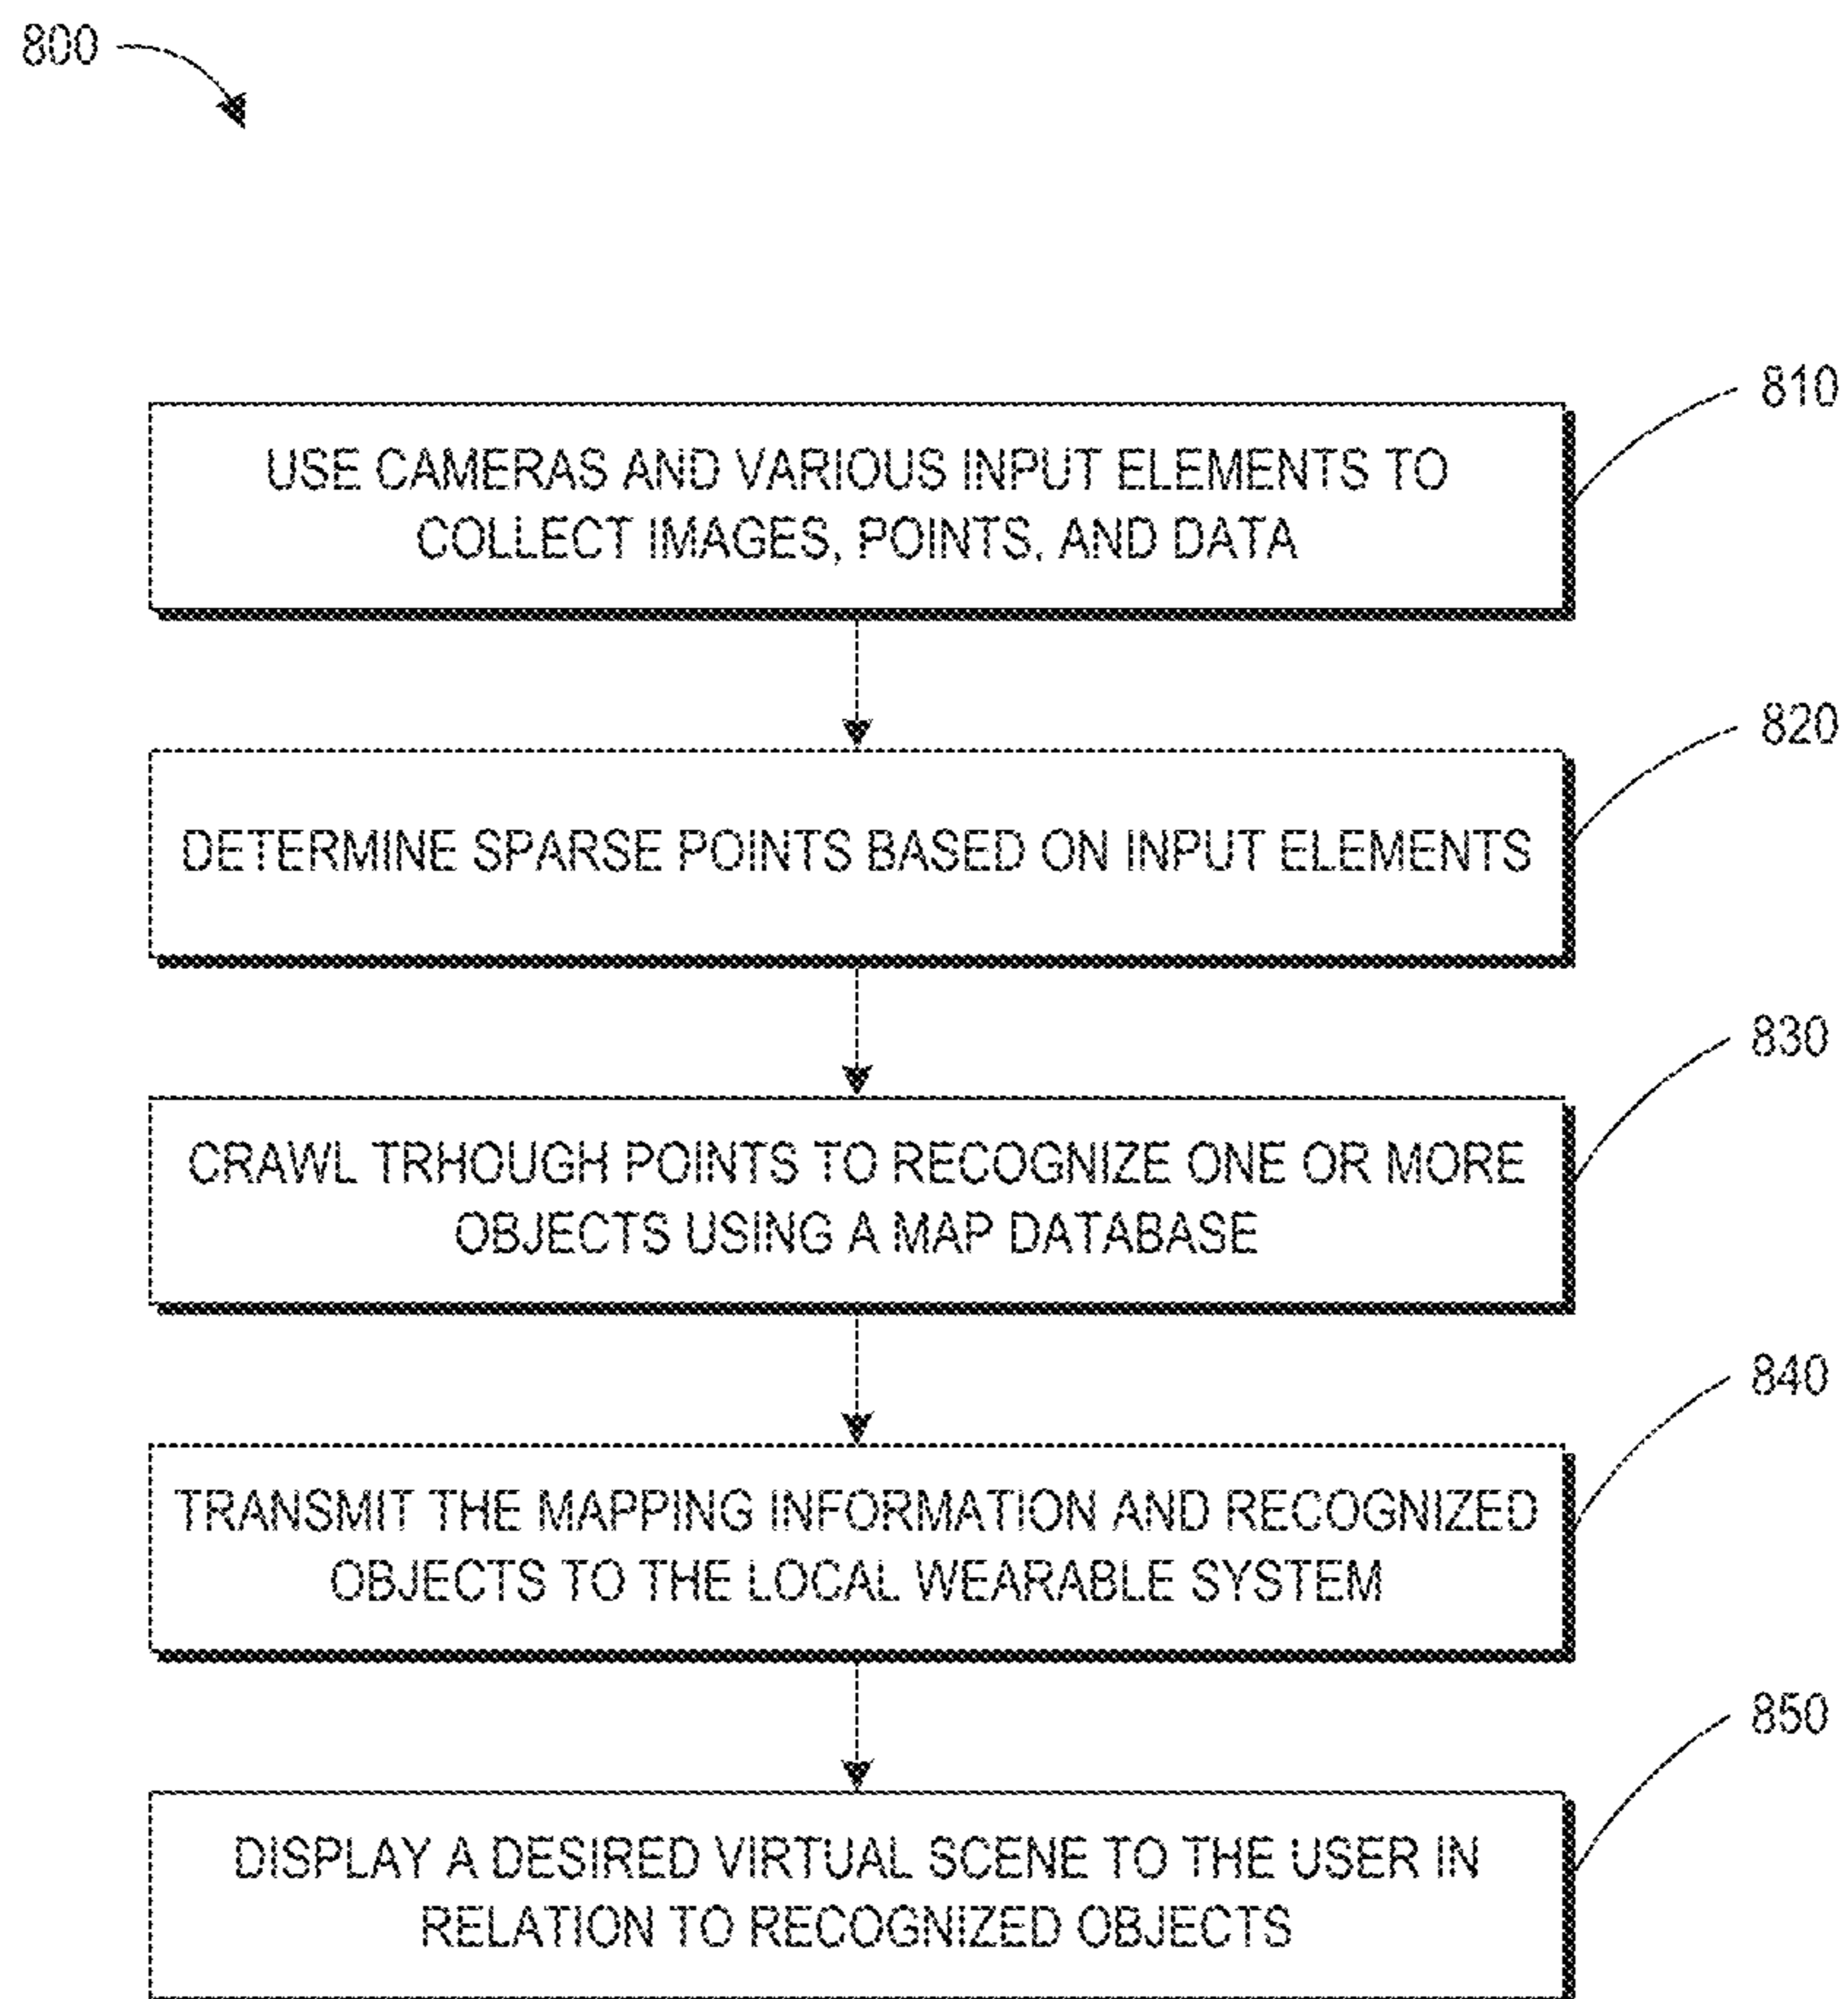 800
810
USE CAMERAS AND VARIOUS INPUT ELEMENTS TO
COLLECT IMAGES, POINTS, AND DATA
820
DETERMINE SPARSE POINTS BASED ON INPUT ELEMENTS
830
CRAWL TRHOUGH POINTS TO RECOGNIZE ONE OR MORE
OBJECTS USING A MAP DATABASE
840
TRANSMIT THE MAPPING INFORMATION AND RECOGNIZED
OBJECTS TO THE LOCAL WEARABLE SYSTEM
850
DISPLAY A DESIRED VIRTUAL SCENE TO THE USER IN
RELATION TO RECOGNIZED OBJECTS